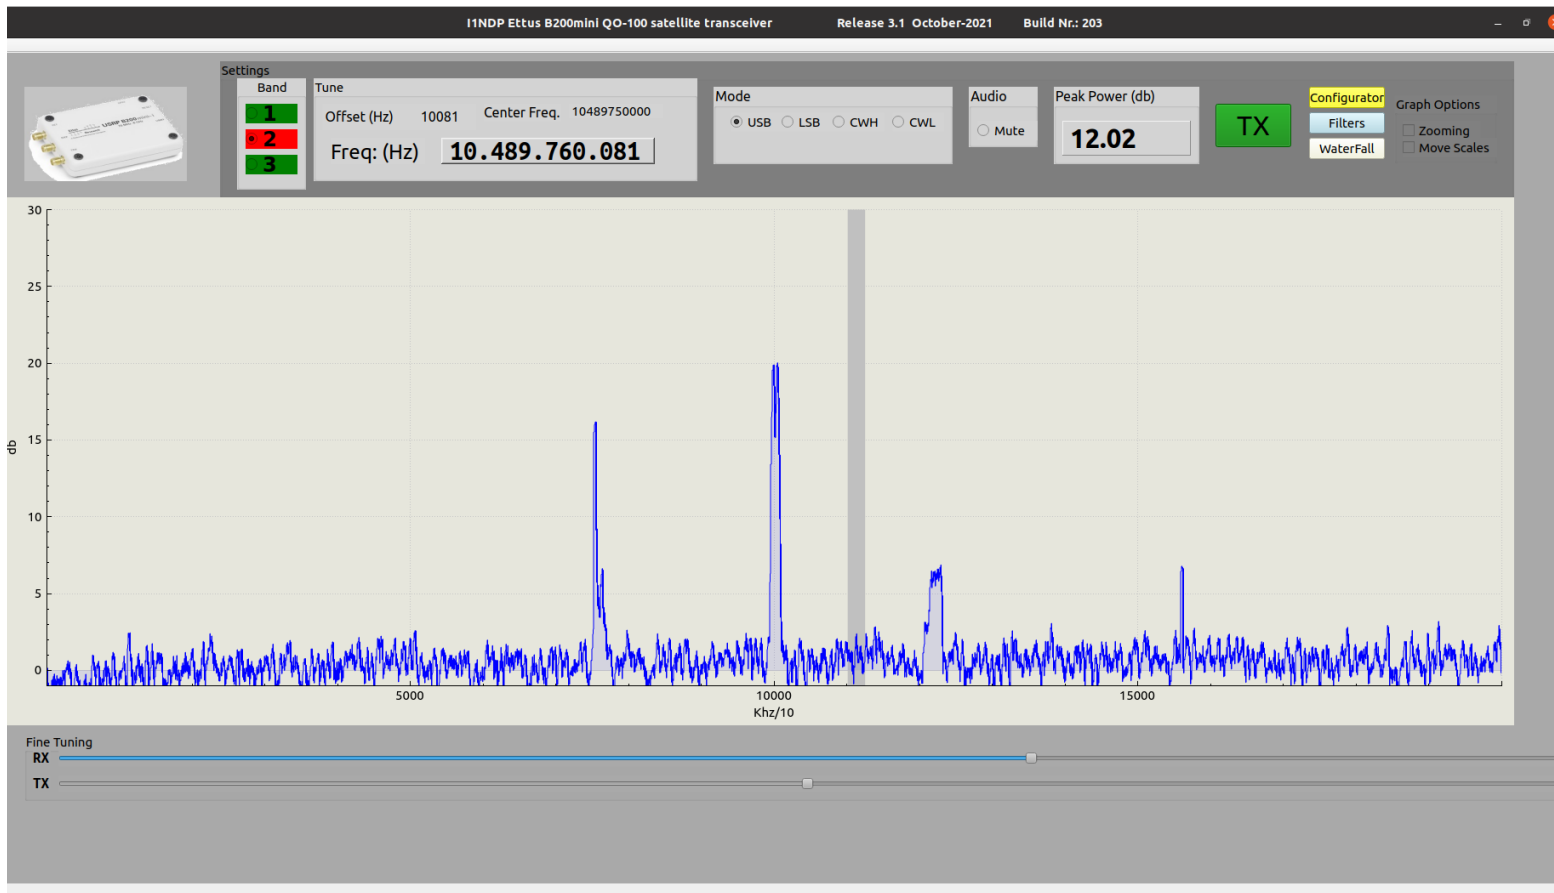 I1NDP Ettus B200mini QO-100 satellite transceiver Release 3.1 October-2021 Build Nr.: 203
Settings
Band
1
2
3
Tune
Offset (Hz) 10081 Center Freq. 10489750000
Freq: (Hz) 10.489.760.081
Mode
USB LSB CWH CWL
Audio
Mute
Peak Power (db)
12.02
TX
Configurator
Filters
WaterFall
Graph Options
Zooming
Move Scales
USRP B200
30
25
20
15
10
5
0
db
5000 10000 15000
Khz/10
Fine Tuning
RX
TX